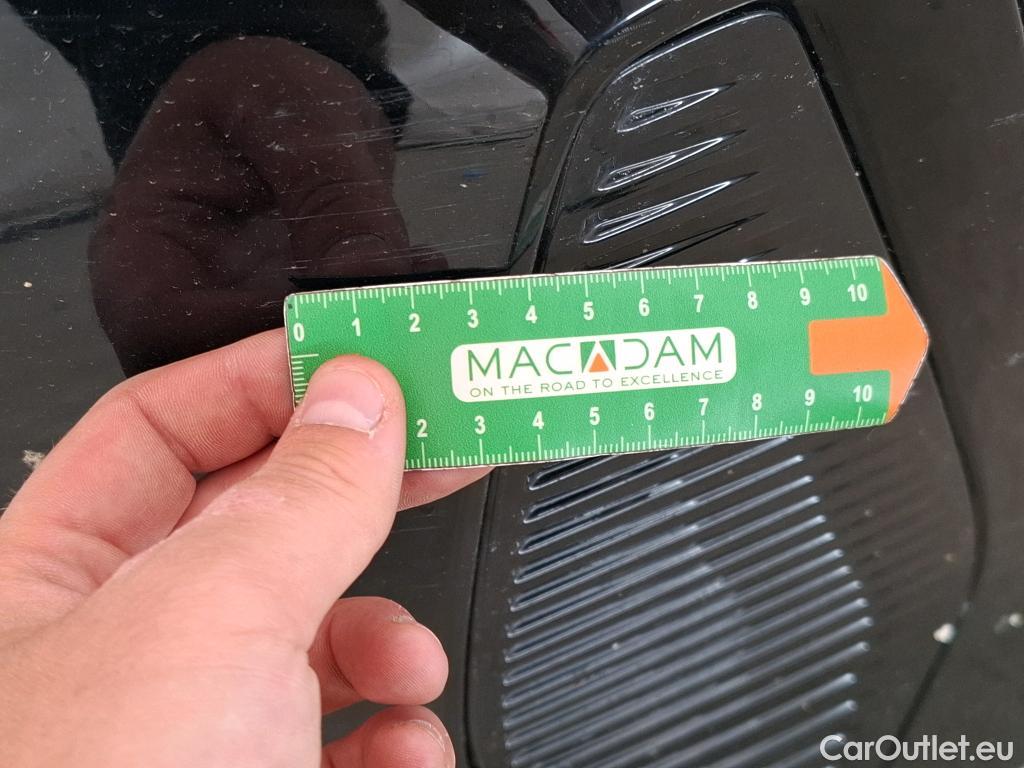 0 1 2 3 4 5 6 7 8 9 10
MACADAM
ON THE ROAD TO EXCELLENCE
2 3 4 5 6 7 8 9 10
CarOutlet.eu